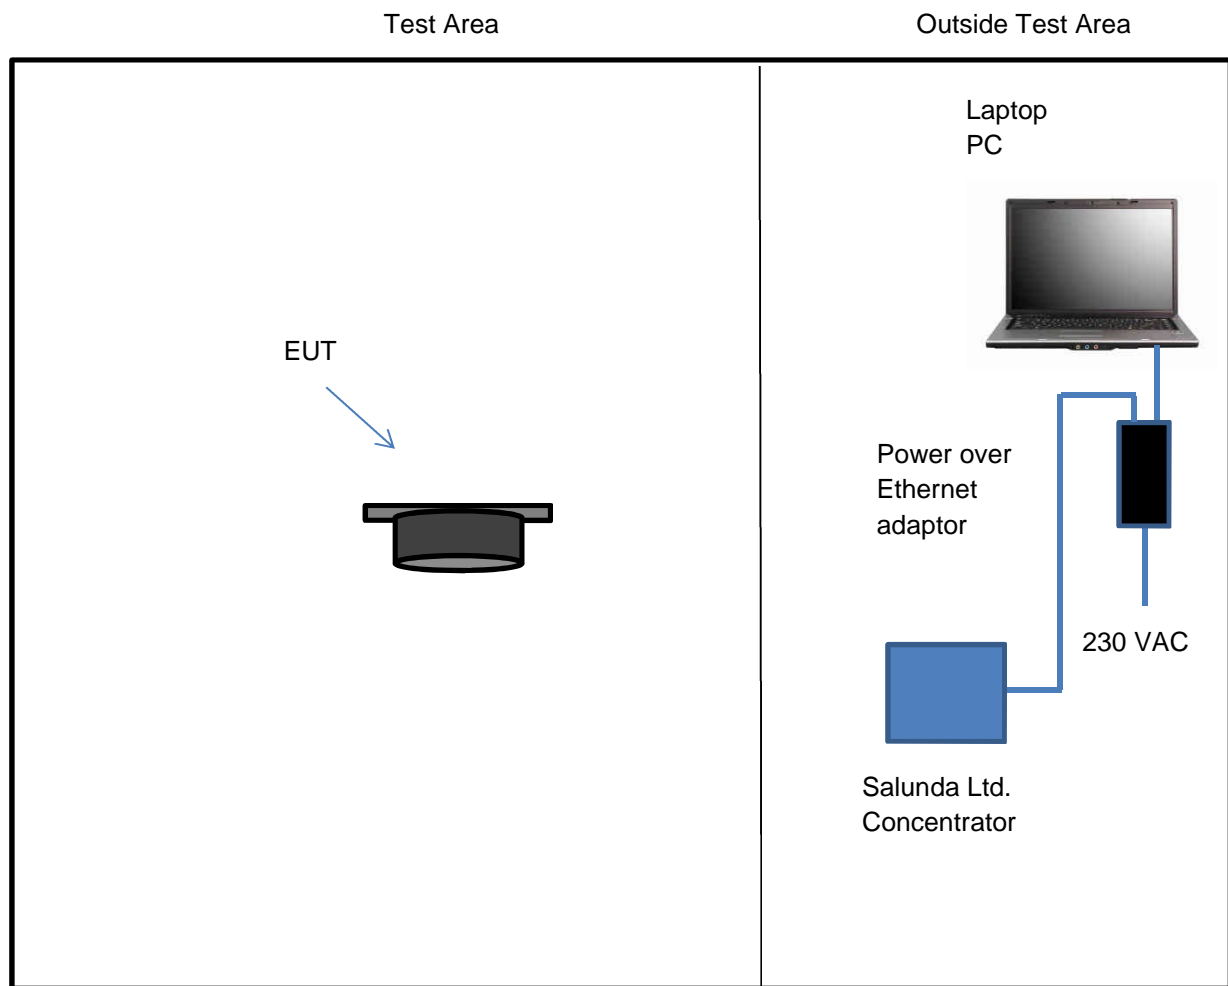 Test Area
Outside Test Area
Laptop
PC
EUT
Power over
Ethernet
adaptor
230 VAC
Salunda Ltd.
Concentrator